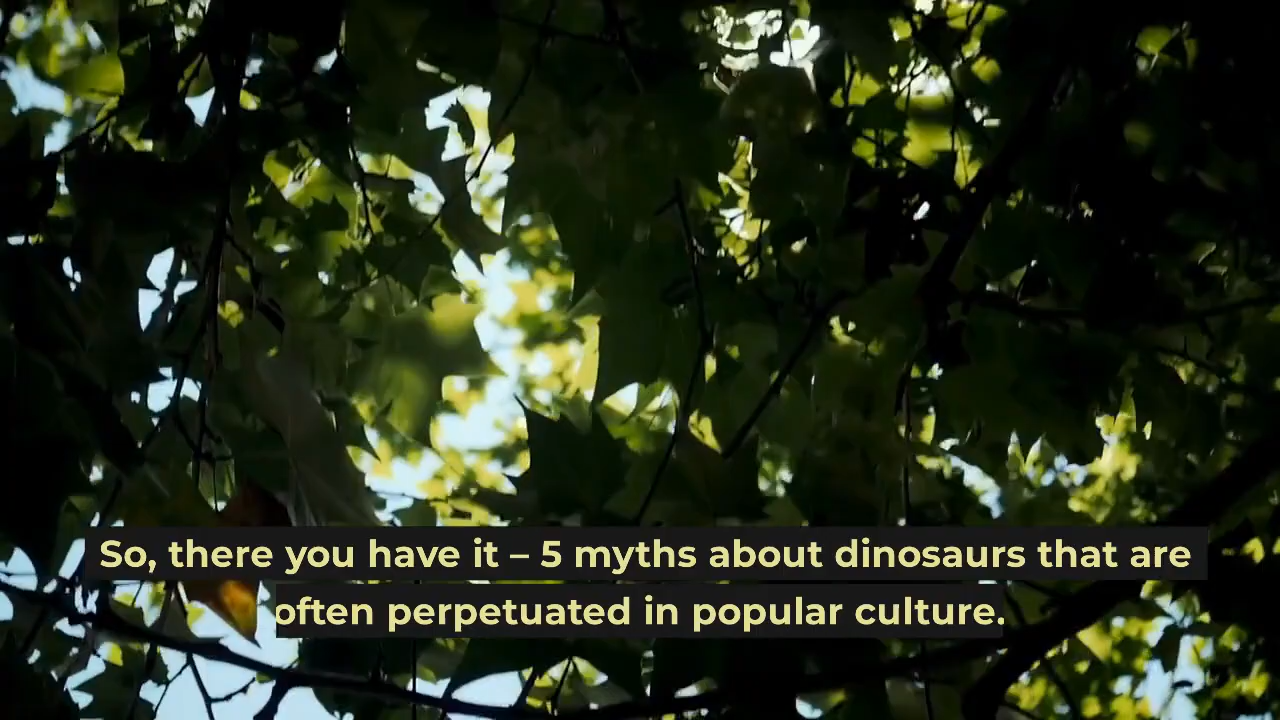 So, there you have it – 5 myths about dinosaurs that are
often perpetuated in popular culture.